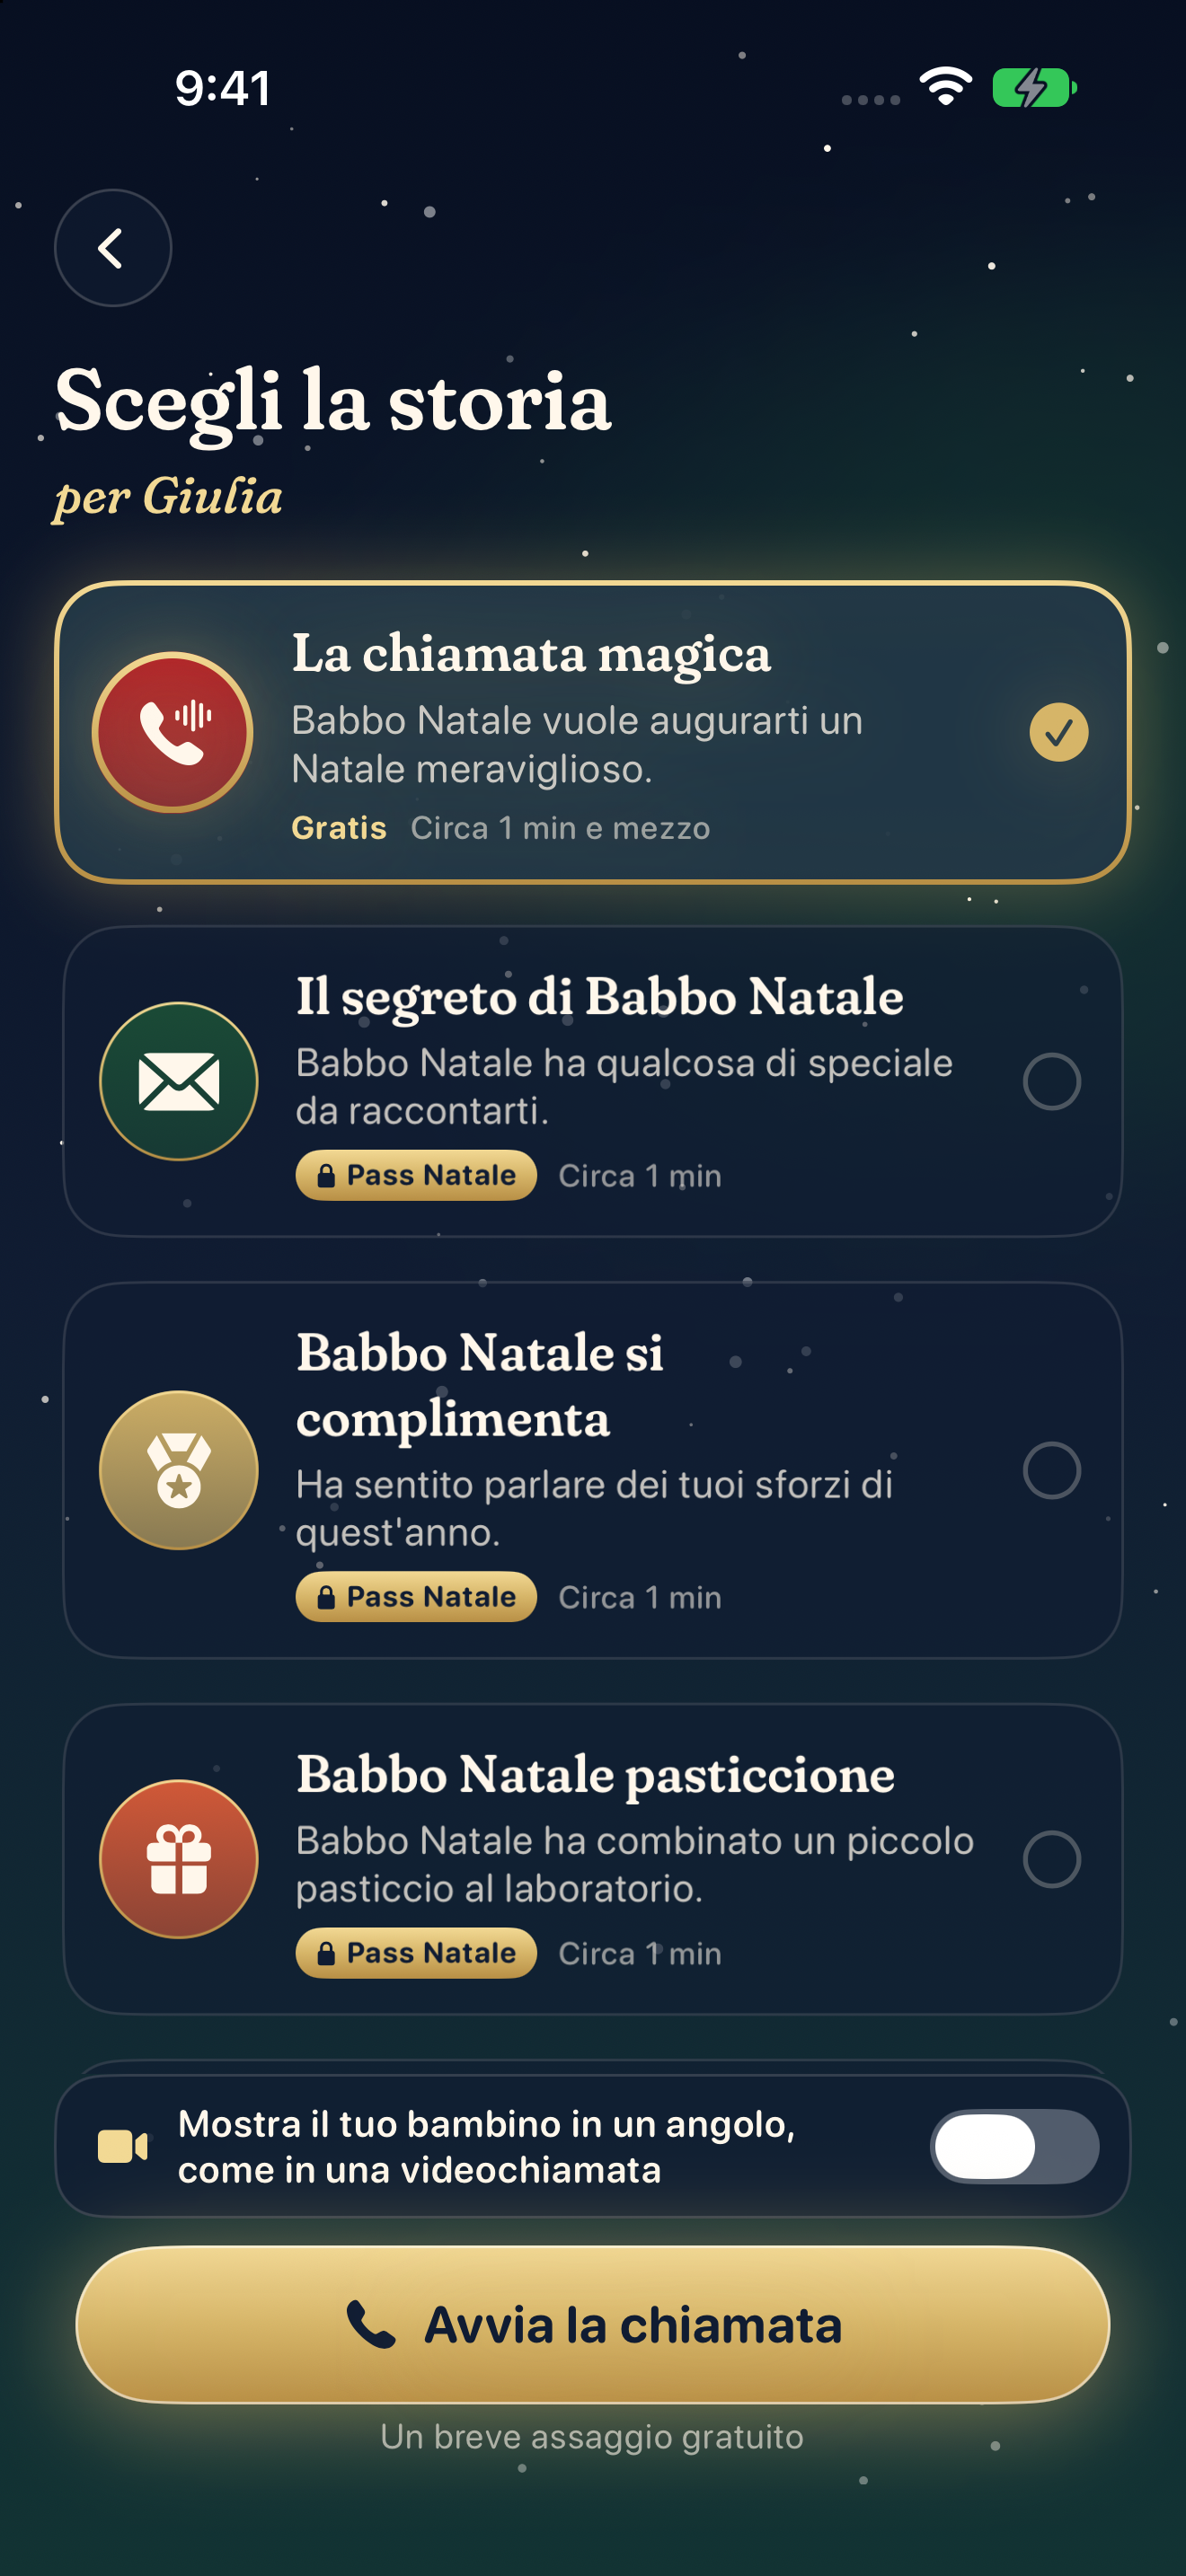 9:41
Scegli la storia
per Giulia
La chiamata magica
Babbo Natale vuole augurarti un
Natale meraviglioso.
Gratis Circa 1 min e mezzo
Il segreto di Babbo Natale
Babbo Natale ha qualcosa di speciale
da raccontarti.
Pass Natale Circa 1 min
Babbo Natale si
complimenta
Ha sentito parlare dei tuoi sforzi di
quest'anno.
Pass Natale Circa 1 min
Babbo Natale pasticcione
Babbo Natale ha combinato un piccolo
pasticcio al laboratorio.
Pass Natale Circa 1 min
Mostra il tuo bambino in un angolo,
come in una videochiamata
Avvia la chiamata
Un breve assaggio gratuito